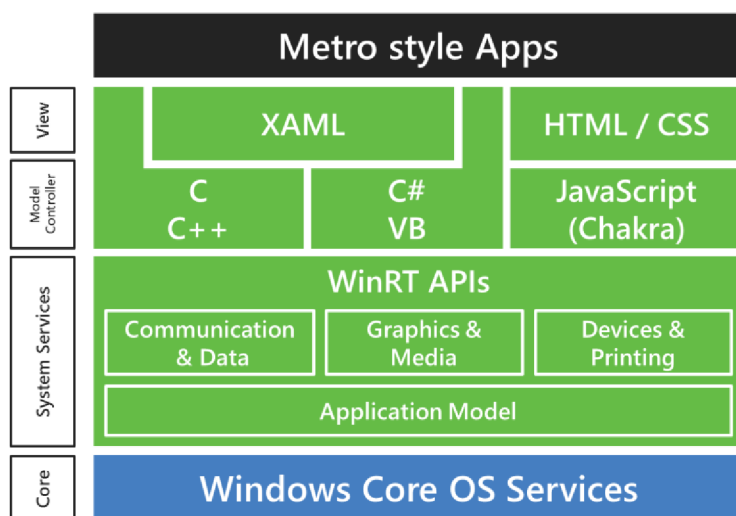 Metro style Apps
View
XAML
HTML / CSS
Model
Controller
C
C++
C#
VB
JavaScript
(Chakra)
System Services
WinRT APIs
Communication
& Data
Graphics &
Media
Devices &
Printing
Application Model
Core
Windows Core OS Services